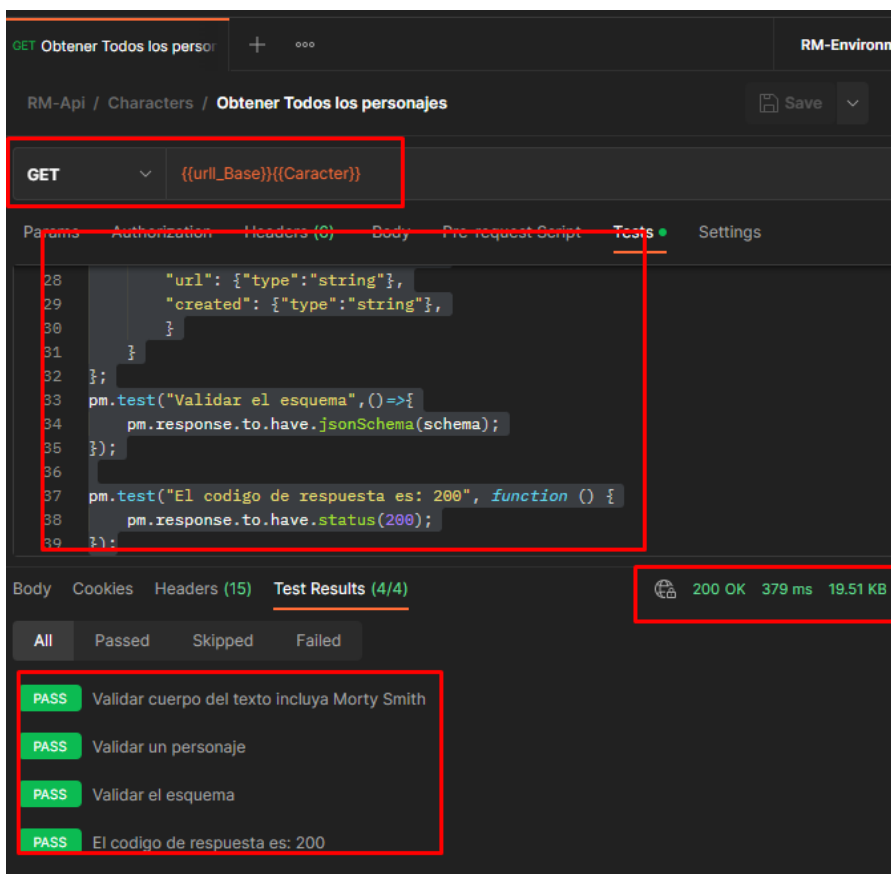 GET Obtener Todos los person
RM-Environm
RM-Api / Characters / Obtener Todos los personajes
Save
GET {{urll_Base}}{{Caracter}}
Params Authorization Headers (6) Body Pre-request Script Tests Settings
28 "url": {"type":"string"},
29 "created": {"type":"string"},
30 }
31 }
32 };
33 pm.test("Validar el esquema",()=>{
34 pm.response.to.have.jsonSchema(schema);
35 });
36
37 pm.test("El codigo de respuesta es: 200", function () {
38 pm.response.to.have.status(200);
39 });
Body Cookies Headers (15) Test Results (4/4) 200 OK 379 ms 19.51 KB
All Passed Skipped Failed
PASS Validar cuerpo del texto incluya Morty Smith
PASS Validar un personaje
PASS Validar el esquema
PASS El codigo de respuesta es: 200